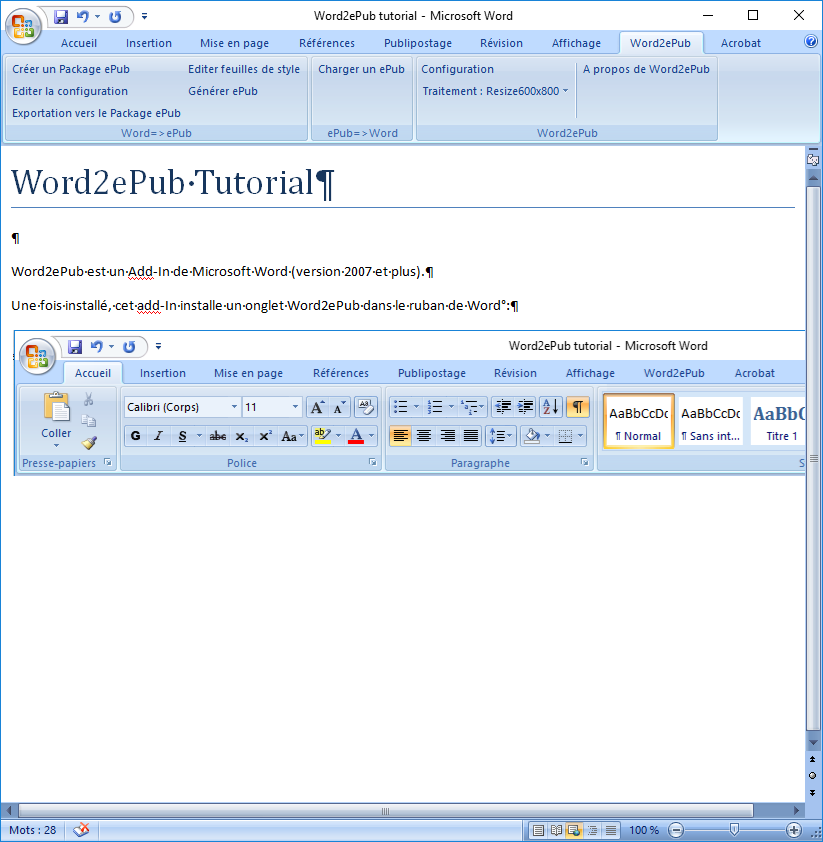 Word2ePub tutorial - Microsoft Word
Accueil Insertion Mise en page Références Publipostage Révision Affichage Word2ePub Acrobat
Créer un Package ePub Editer feuilles de style Charger un ePub Configuration A propos de Word2ePub
Editer la configuration Générer ePub Traitement : Resize600x800
Exportation vers le Package ePub
Word=>ePub ePub=>Word Word2ePub
Word2ePub·Tutorial¶
¶
Word2ePub·est·un·Add-In·de·Microsoft·Word·(version·2007·et·plus).¶
Une·fois·installé,·cet·add-In·installe·un·onglet·Word2ePub·dans·le·ruban·de·Word°:¶
Word2ePub tutorial - Microsoft Word
Accueil Insertion Mise en page Références Publipostage Révision Affichage Word2ePub Acrobat
Calibri (Corps) 11 AaBbCcDc AaBbCcDc AaBbC
Coller G I S abc x₂ x² Aa ab A ¶ Normal ¶ Sans int... Titre 1
Presse-papiers Police Paragraphe S
Mots : 28 100 %